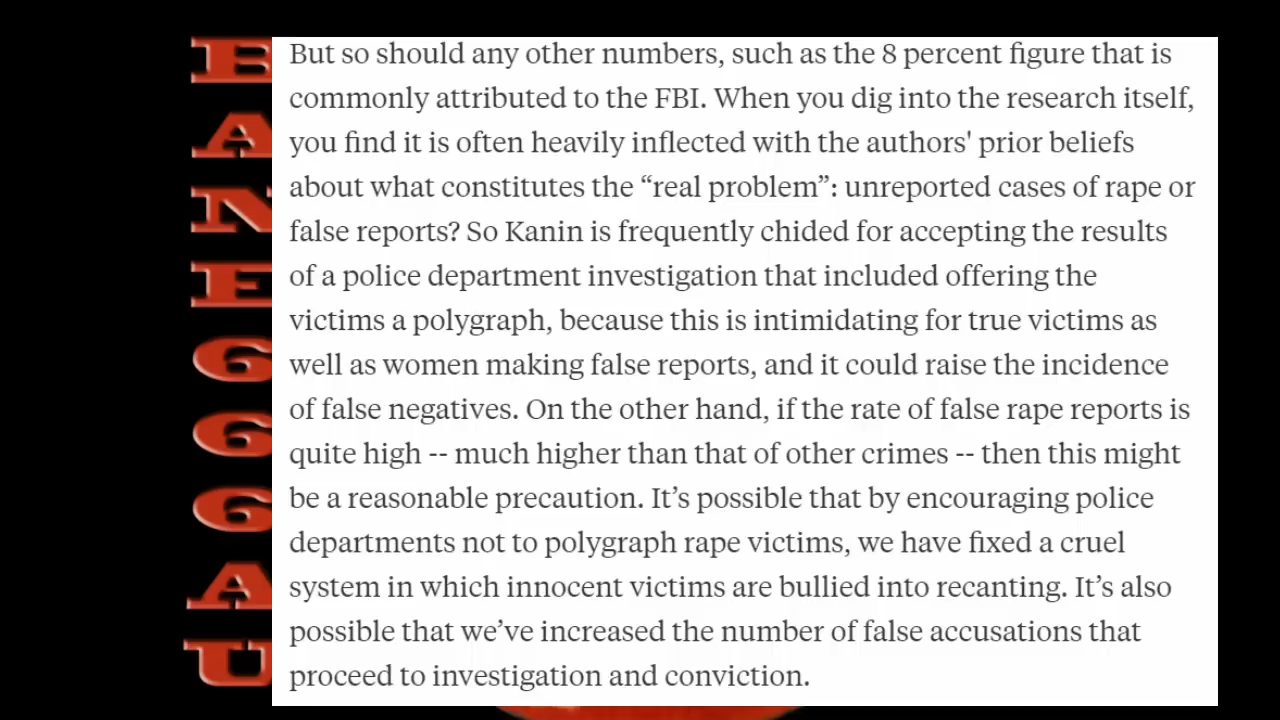 BANE666AU
But so should any other numbers, such as the 8 percent figure that is
commonly attributed to the FBI. When you dig into the research itself,
you find it is often heavily inflected with the authors' prior beliefs
about what constitutes the “real problem”: unreported cases of rape or
false reports? So Kanin is frequently chided for accepting the results
of a police department investigation that included offering the
victims a polygraph, because this is intimidating for true victims as
well as women making false reports, and it could raise the incidence
of false negatives. On the other hand, if the rate of false rape reports is
quite high -- much higher than that of other crimes -- then this might
be a reasonable precaution. It’s possible that by encouraging police
departments not to polygraph rape victims, we have fixed a cruel
system in which innocent victims are bullied into recanting. It’s also
possible that we’ve increased the number of false accusations that
proceed to investigation and conviction.